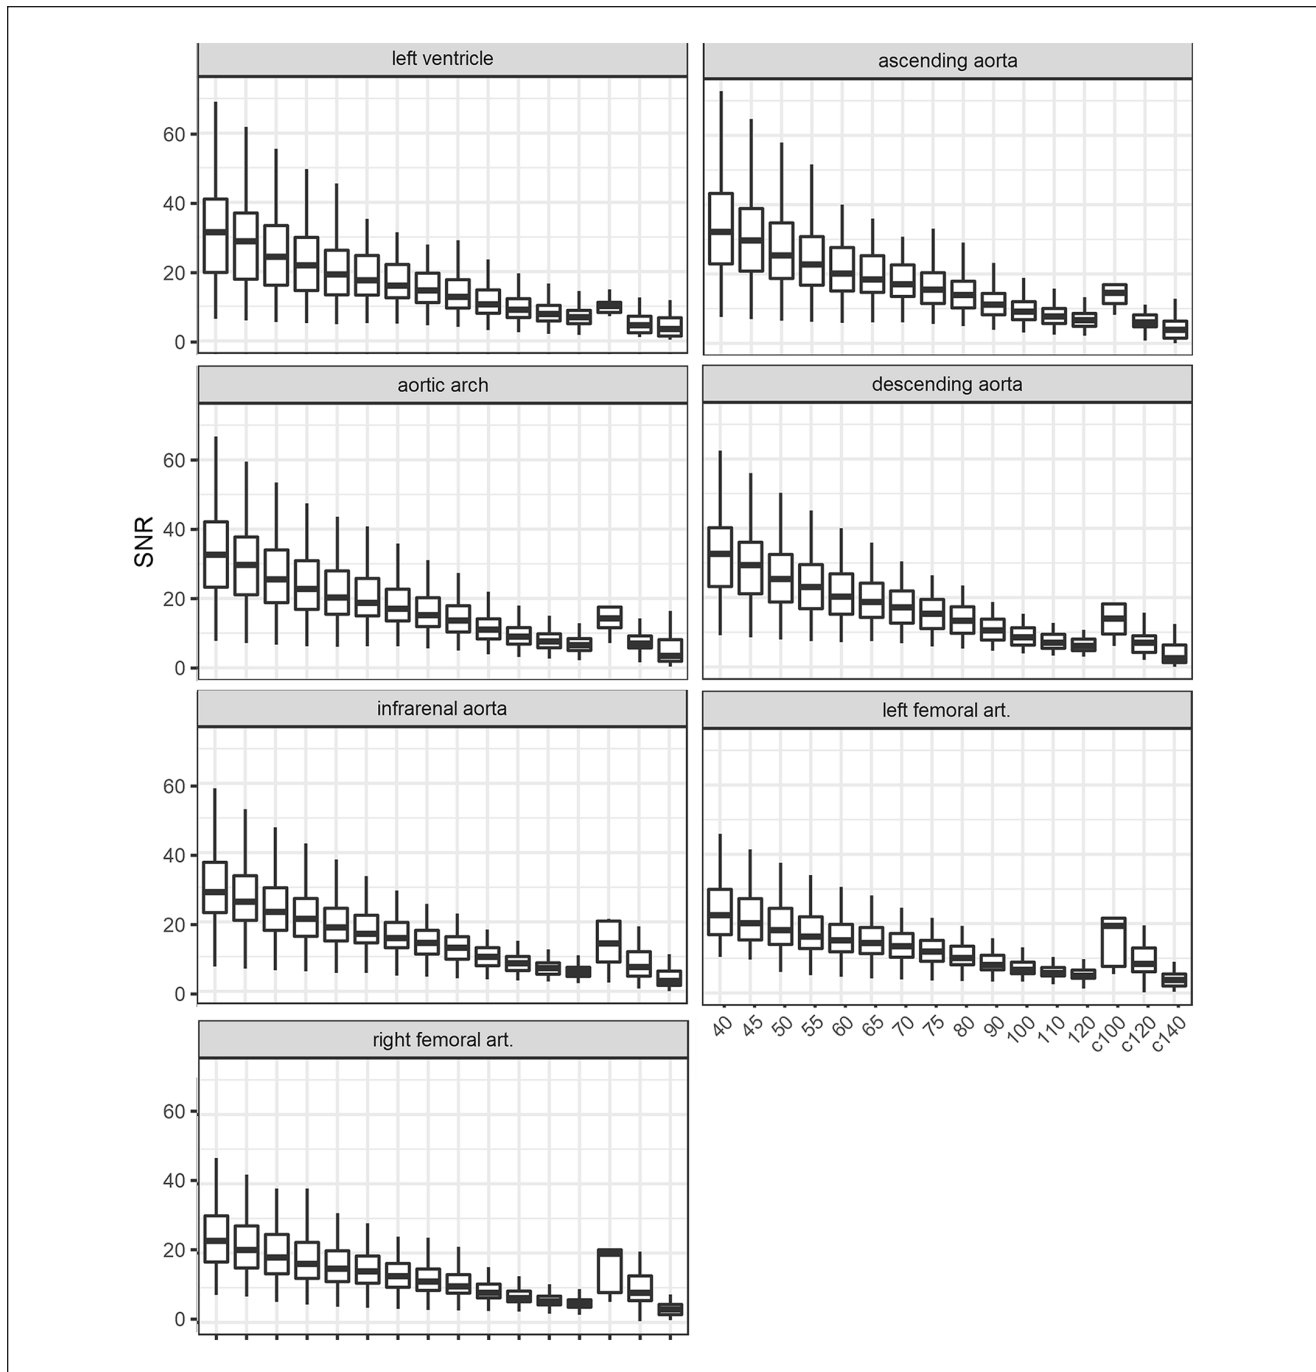 left ventricle
ascending aorta
60
40
20
0
aortic arch
descending aorta
SNR
60
40
20
0
infrarenal aorta
left femoral art.
60
40
20
0
40 45 50 55 60 65 70 75 80 90 100 110 120 c100 c120 c140
right femoral art.
60
40
20
0